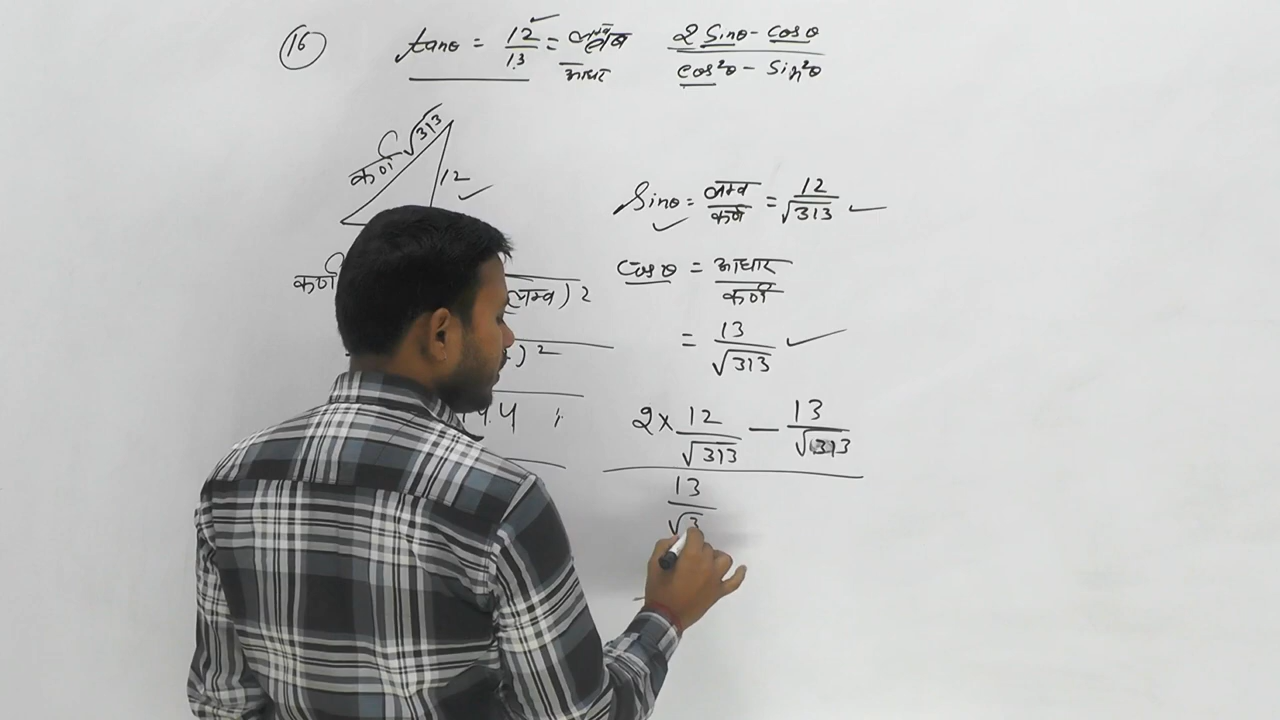 16 tanθ = 12/13 = लम्ब/आधार (2 Sinθ - Cosθ)/(cos²θ - Sin²θ)
कर्ण √313
12
Sinθ = लम्ब/कर्ण = 12/√313
कर्ण
लम्ब) 2
Cosθ = आधार/कर्ण
) 2
= 13/√313
2 × 12/√313 - 13/√313
13/√3